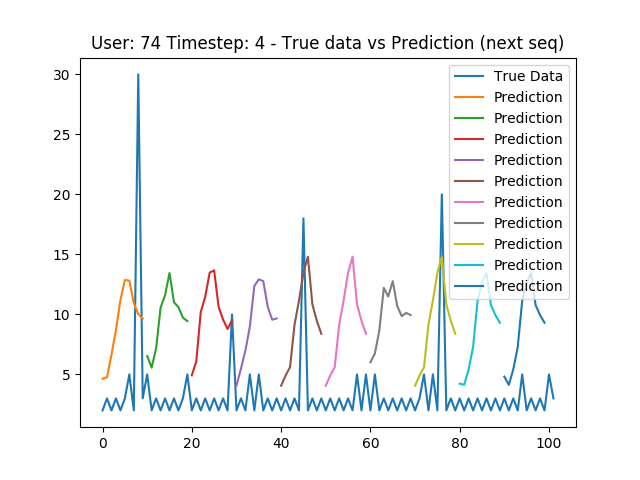 User: 74 Timestep: 4 - True data vs Prediction (next seq)
30
25
20
15
10
5
0
20
40
60
80
100
True Data
Prediction
Prediction
Prediction
Prediction
Prediction
Prediction
Prediction
Prediction
Prediction
Prediction